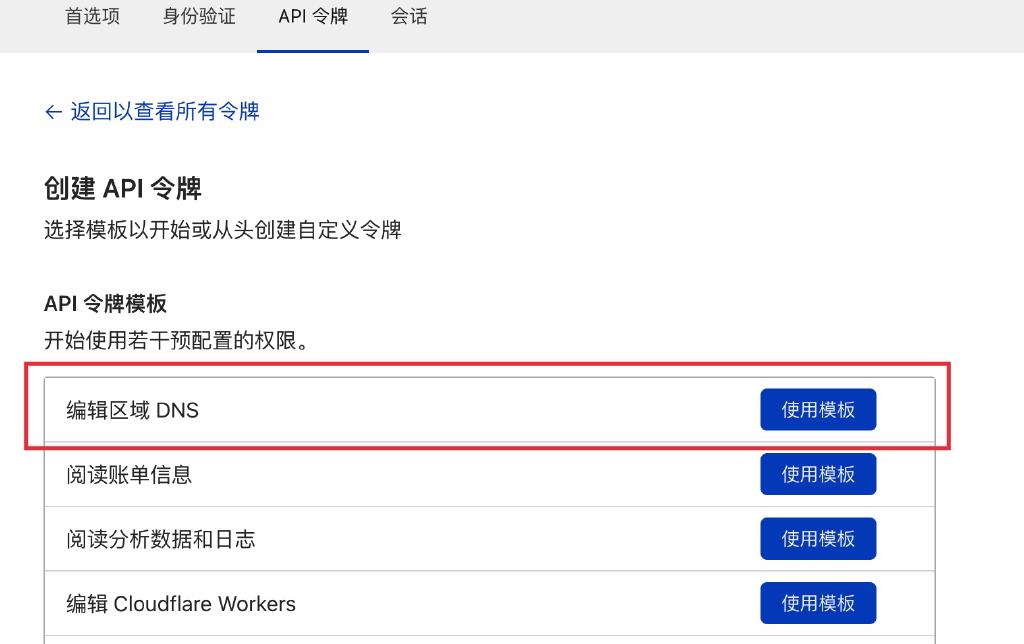 首选项 身份验证 API 令牌 会话
← 返回以查看所有令牌
创建 API 令牌
选择模板以开始或从头创建自定义令牌
API 令牌模板
开始使用若干预配置的权限。
编辑区域 DNS 使用模板
阅读账单信息 使用模板
阅读分析数据和日志 使用模板
编辑 Cloudflare Workers 使用模板